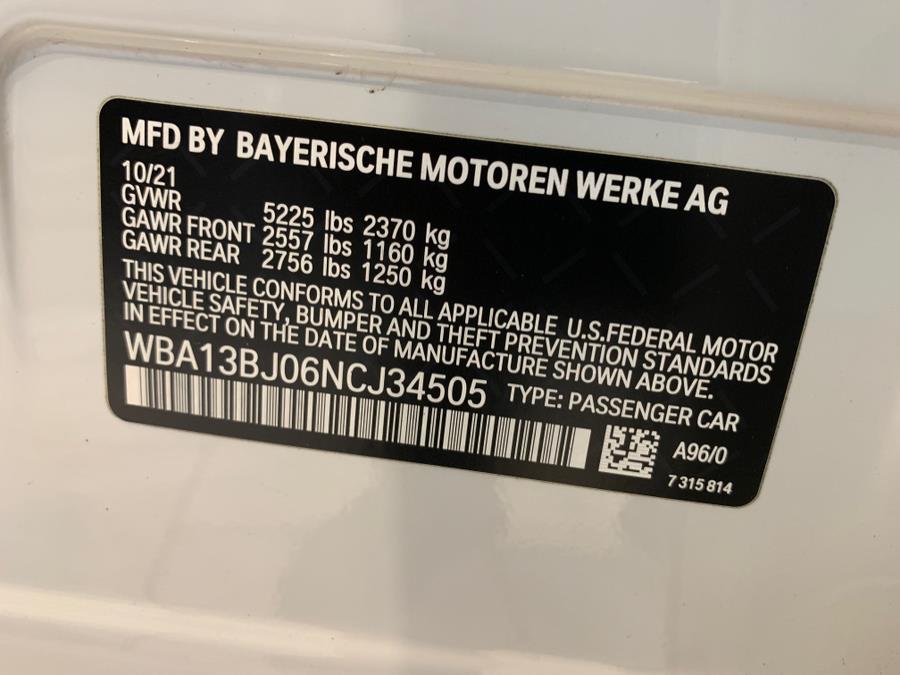 MFD BY BAYERISCHE MOTOREN WERKE AG
10/21
GVWR 5225 lbs 2370 kg
GAWR FRONT 2557 lbs 1160 kg
GAWR REAR 2756 lbs 1250 kg
THIS VEHICLE CONFORMS TO ALL APPLICABLE U.S.FEDERAL MOTOR
VEHICLE SAFETY, BUMPER AND THEFT PREVENTION STANDARDS
IN EFFECT ON THE DATE OF MANUFACTURE SHOWN ABOVE.
WBA13BJ06NCJ34505 TYPE: PASSENGER CAR
A96/0
7 315 814